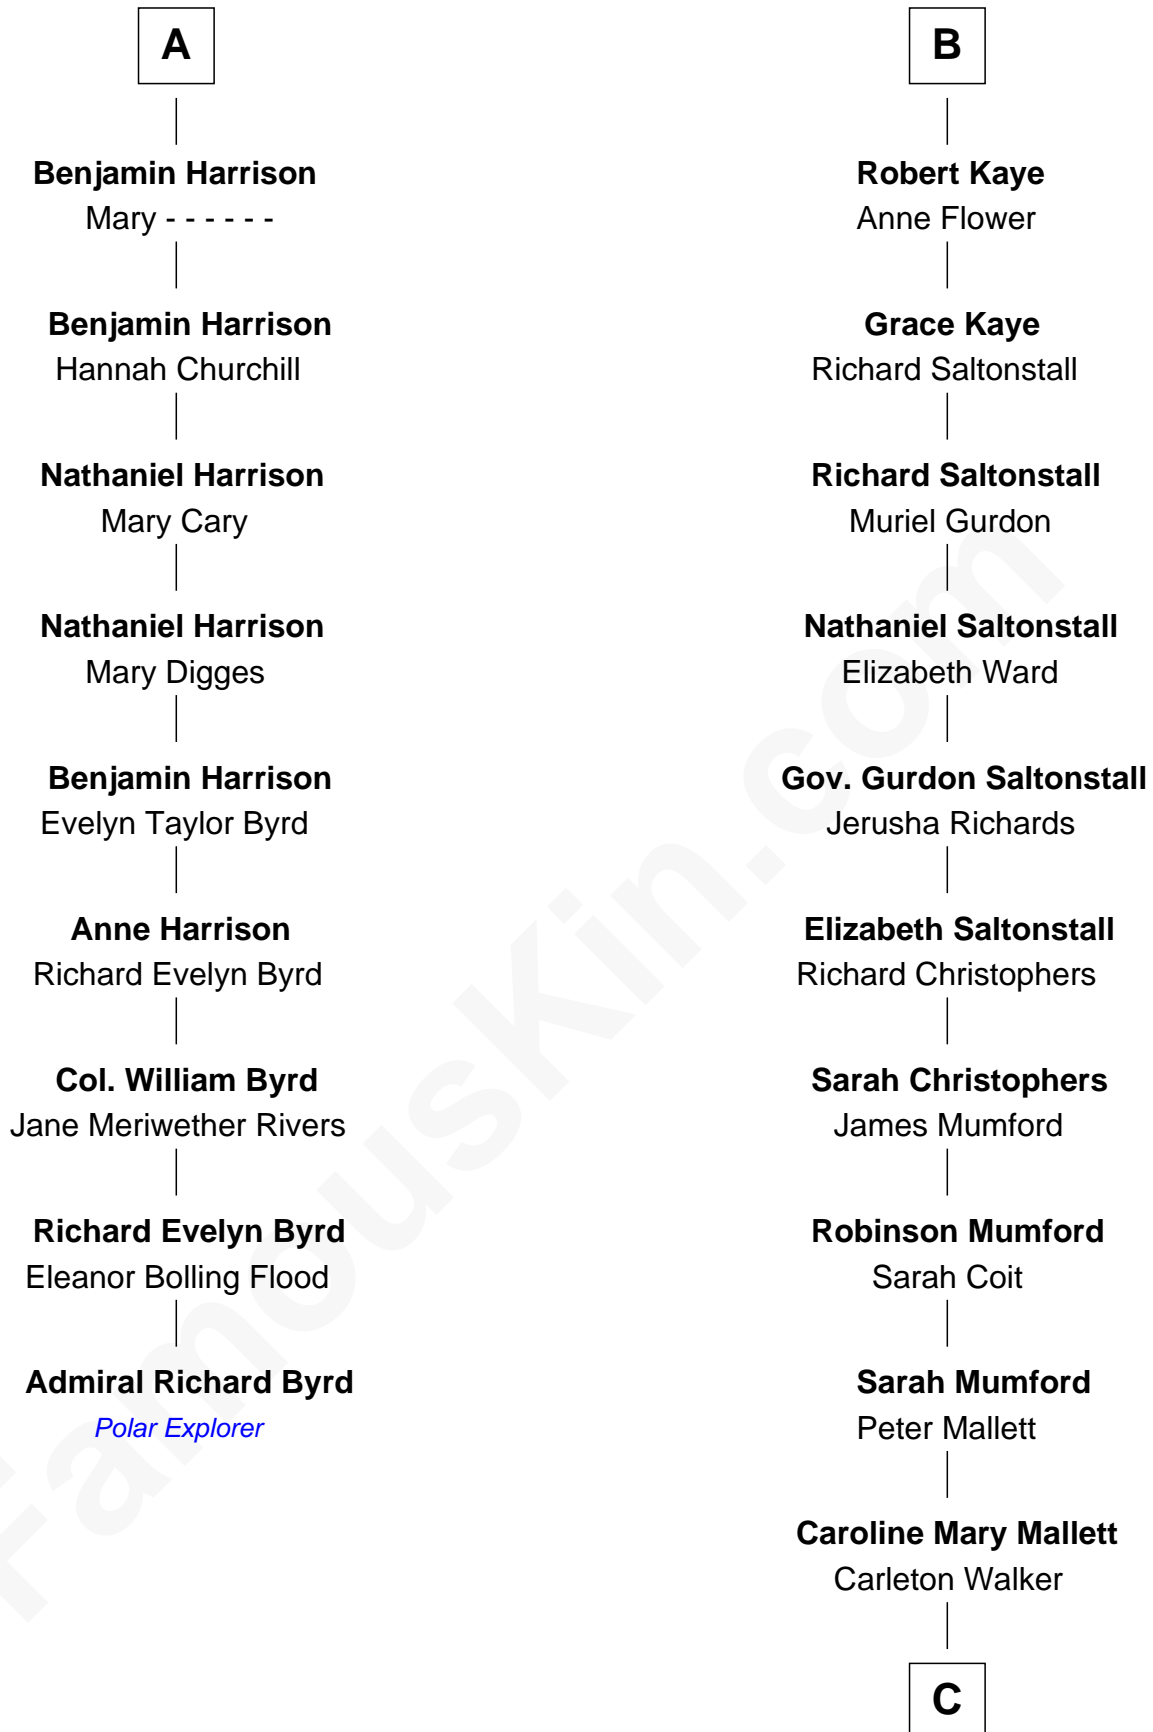 A
Benjamin Harrison
Mary - - - - - -
Benjamin Harrison
Hannah Churchill
Nathaniel Harrison
Mary Cary
Nathaniel Harrison
Mary Digges
Benjamin Harrison
Evelyn Taylor Byrd
Anne Harrison
Richard Evelyn Byrd
Col. William Byrd
Jane Meriwether Rivers
Richard Evelyn Byrd
Eleanor Bolling Flood
Admiral Richard Byrd
Polar Explorer
B
Robert Kaye
Anne Flower
Grace Kaye
Richard Saltonstall
Richard Saltonstall
Muriel Gurdon
Nathaniel Saltonstall
Elizabeth Ward
Gov. Gurdon Saltonstall
Jerusha Richards
Elizabeth Saltonstall
Richard Christophers
Sarah Christophers
James Mumford
Robinson Mumford
Sarah Coit
Sarah Mumford
Peter Mallett
Caroline Mary Mallett
Carleton Walker
C
FamousKin.com